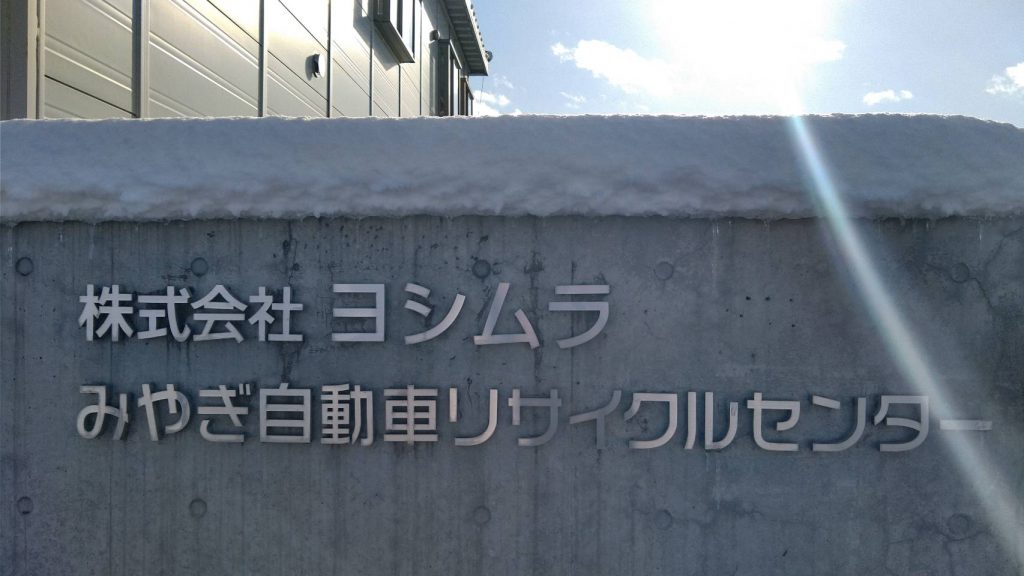 株式会社 ヨシムラ
みやぎ自動車リサイクルセンター